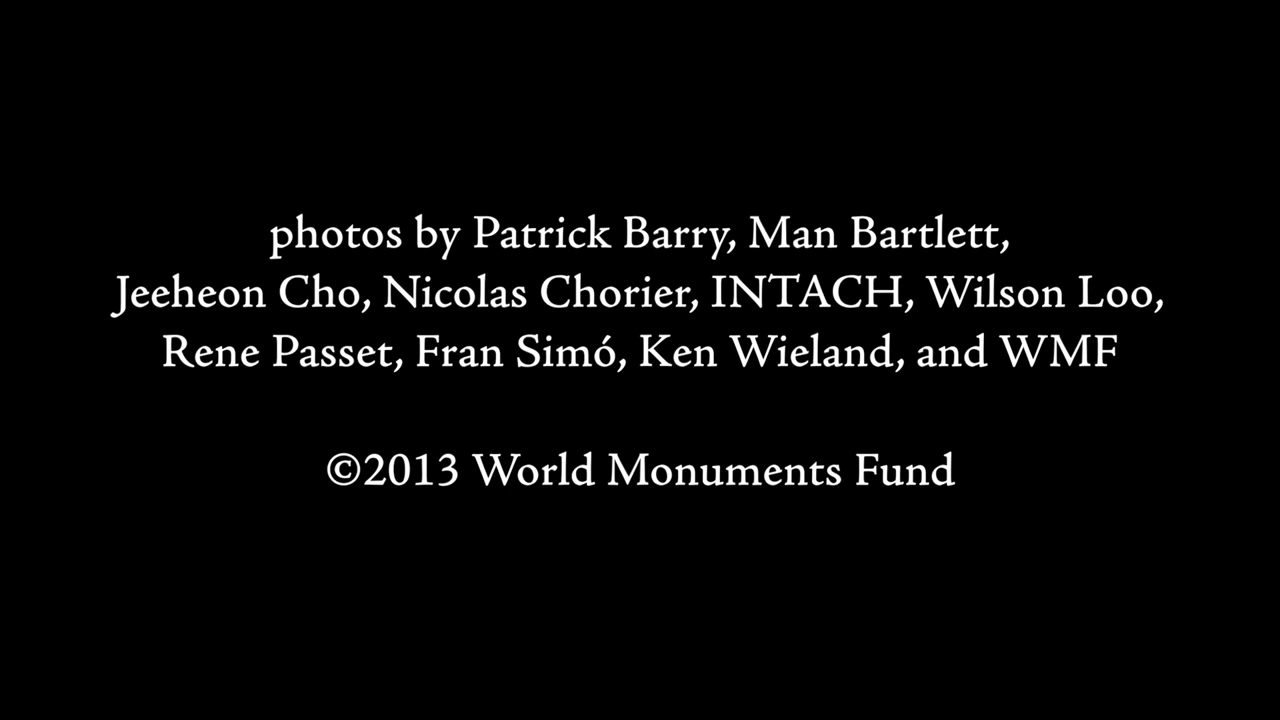 photos by Patrick Barry, Man Bartlett,
Jeeheon Cho, Nicolas Chorier, INTACH, Wilson Loo,
Rene Passet, Fran Simó, Ken Wieland, and WMF
©2013 World Monuments Fund